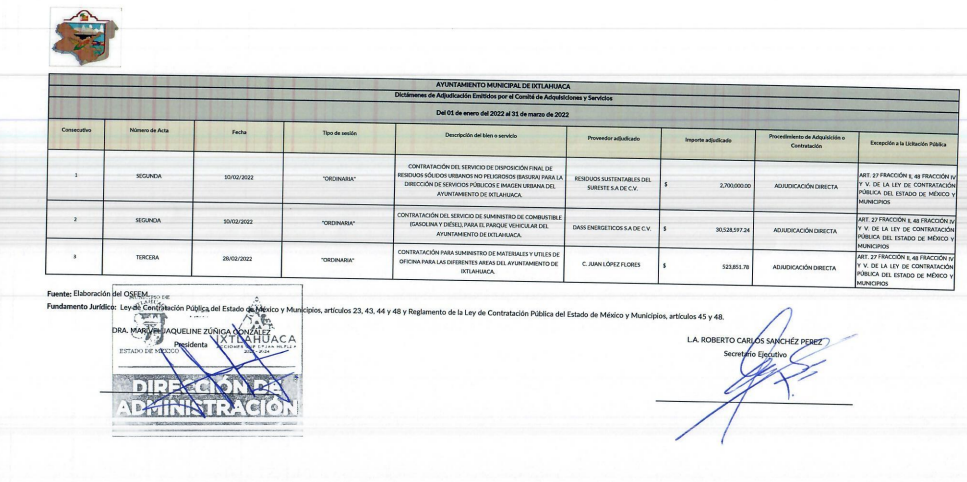 AYUNTAMIENTO MUNICIPAL DE IXTLAHUACA
Dictámenes de Adjudicación Emitidos por el Comité de Adquisiciones y Servicios
Del 01 de enero del 2022 al 31 de marzo de 2022
Consecutivo Número de Acta Fecha Tipo de sesión Descripción del bien o servicio Proveedor adjudicado Importe adjudicado Procedimiento de Adquisición o Contratación Excepción a la Licitación Pública
1 SEGUNDA 10/02/2022 "ORDINARIA"
CONTRATACIÓN DEL SERVICIO DE DISPOSICIÓN FINAL DE
RESIDUOS SÓLIDOS URBANOS NO PELIGROSOS (BASURA) PARA LA
DIRECCIÓN DE SERVICIOS PÚBLICOS E IMAGEN URBANA DEL
AYUNTAMIENTO DE IXTLAHUACA.
RESIDUOS SUSTENTABLES DEL
SURESTE S.A DE C.V.
$ 2,700,000.00
ADJUDICACIÓN DIRECTA
ART. 27 FRACCIÓN II, 48 FRACCIÓN IV
Y V. DE LA LEY DE CONTRATACIÓN
PÚBLICA DEL ESTADO DE MÉXICO Y
MUNICIPIOS
2 SEGUNDA 10/02/2022 "ORDINARIA"
CONTRATACIÓN DEL SERVICIO DE SUMINISTRO DE COMBUSTIBLE
(GASOLINA Y DIÉSEL), PARA EL PARQUE VEHICULAR DEL
AYUNTAMIENTO DE IXTLAHUACA.
DASS ENERGETICOS S.A DE C.V.
$ 30,528,597.24
ADJUDICACIÓN DIRECTA
ART. 27 FRACCIÓN II, 48 FRACCIÓN IV
Y V. DE LA LEY DE CONTRATACIÓN
PÚBLICA DEL ESTADO DE MÉXICO Y
MUNICIPIOS
3 TERCERA 28/02/2022 "ORDINARIA"
CONTRATACIÓN PARA SUMINISTRO DE MATERIALES Y UTILES DE
OFICINA PARA LAS DIFERENTES AREAS DEL AYUNTAMIENTO DE
IXTLAHUACA.
C. JUAN LÓPEZ FLORES
$ 523,851.78
ADJUDICACIÓN DIRECTA
ART. 27 FRACCIÓN II, 48 FRACCIÓN IV
Y V. DE LA LEY DE CONTRATACIÓN
PÚBLICA DEL ESTADO DE MÉXICO Y
MUNICIPIOS
Fuente: Elaboración del OSFEM
Fundamento Jurídico: Ley de Contratación Pública del Estado de México y Municipios, artículos 23, 43, 44 y 48 y Reglamento de la Ley de Contratación Pública del Estado de México y Municipios, artículos 45 y 48.
DRA. MARIVEL JAQUELINE ZÚÑIGA GONZÁLEZ
Presidenta
IXTLAHUACA
2022 - 2024
ESTADO DE MÉXICO
DIRECCIÓN DE
ADMINISTRACIÓN
L.A. ROBERTO CARLOS SANCHÉZ PEREZ
Secretario Ejecutivo